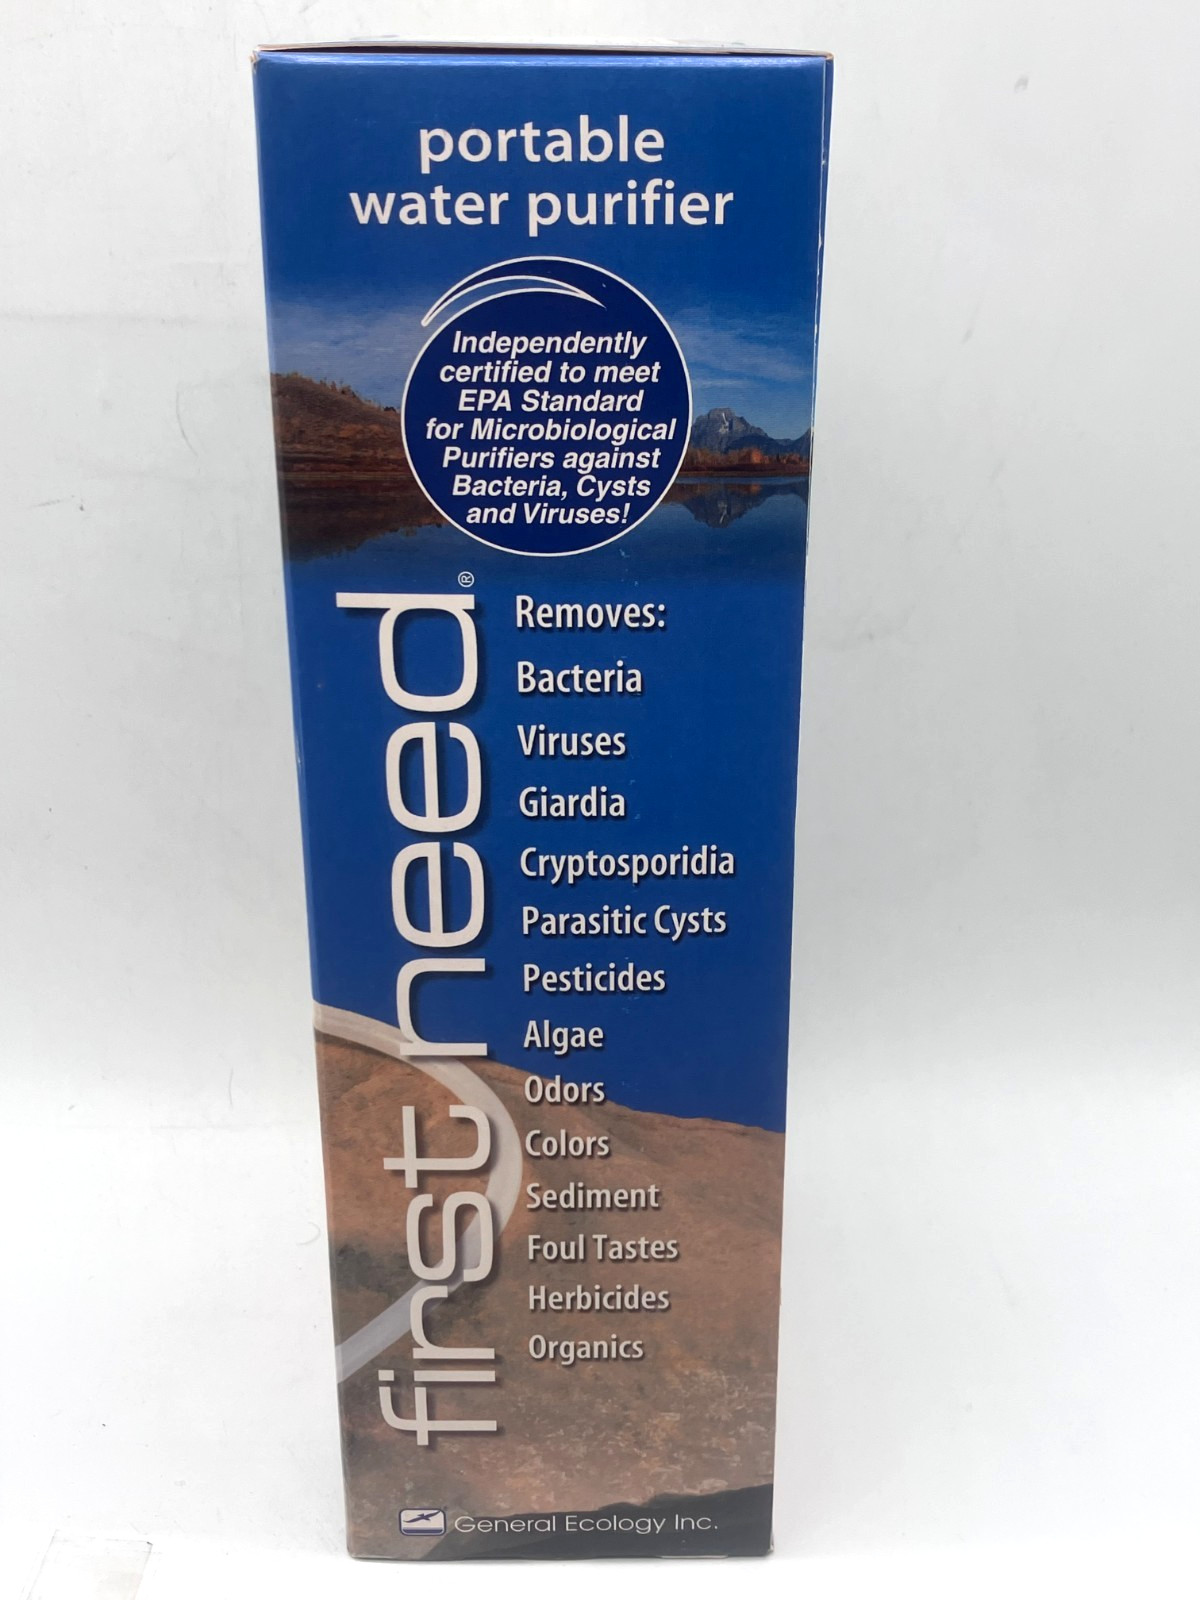 portable
water purifier
Independently
certified to meet
EPA Standard
for Microbiological
Purifiers against
Bacteria, Cysts
and Viruses!
first need®
Removes:
Bacteria
Viruses
Giardia
Cryptosporidia
Parasitic Cysts
Pesticides
Algae
Odors
Colors
Sediment
Foul Tastes
Herbicides
Organics
General Ecology Inc.